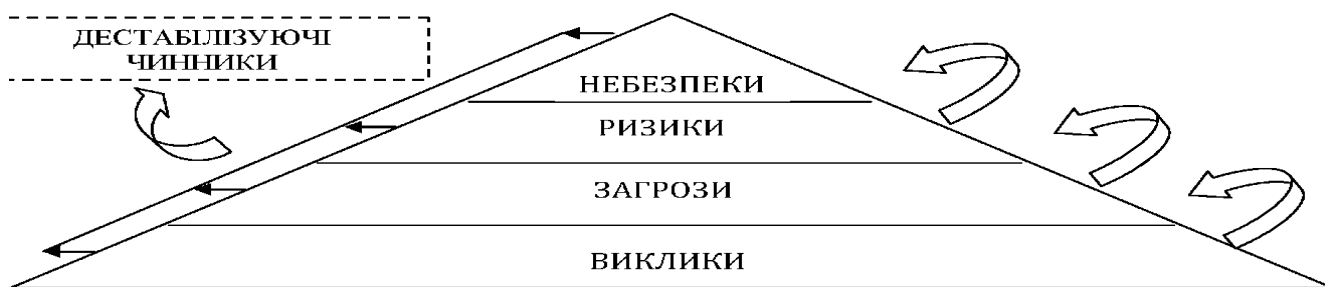 ДЕСТАБІЛІЗУЮЧІ
ЧИННИКИ
НЕБЕЗПЕКИ
РИЗИКИ
ЗАГРОЗИ
ВИКЛИКИ